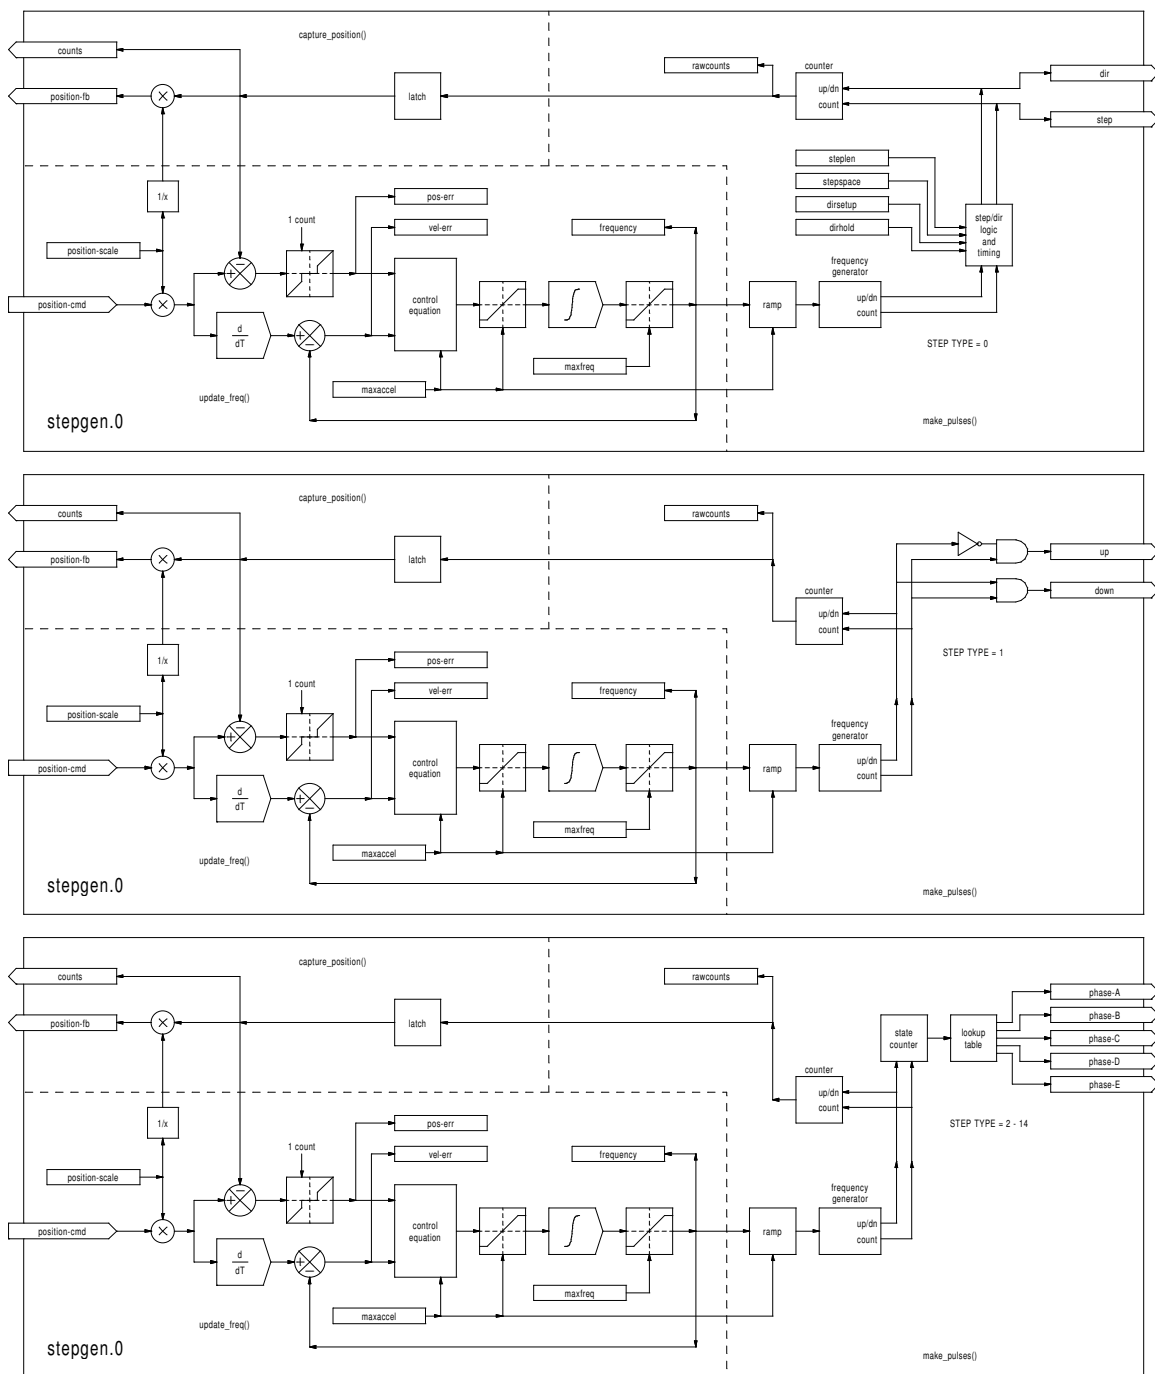 capture_position()
counts
rawcounts
counter
dir
position-fb
latch
up/dn
count
step
steplen
1/x
pos-err
stepspace
1 count
vel-err
frequency
dirsetup
step/dir
logic
and
timing
dirhold
position-scale
frequency
generator
position-cmd
control
equation
ramp
up/dn
count
d
dT
STEP TYPE = 0
maxfreq
maxaccel
update_freq()
stepgen.0
make_pulses()
capture_position()
counts
rawcounts
position-fb
latch
up
counter
down
up/dn
count
1/x
pos-err
STEP TYPE = 1
1 count
vel-err
frequency
position-scale
frequency
generator
position-cmd
control
equation
ramp
up/dn
count
d
dT
maxfreq
maxaccel
update_freq()
stepgen.0
make_pulses()
capture_position()
counts
rawcounts
phase-A
position-fb
latch
phase-B
state
counter
lookup
table
phase-C
phase-D
counter
phase-E
up/dn
count
1/x
pos-err
STEP TYPE = 2 - 14
1 count
vel-err
frequency
position-scale
frequency
generator
position-cmd
control
equation
ramp
up/dn
count
d
dT
maxfreq
maxaccel
update_freq()
stepgen.0
make_pulses()